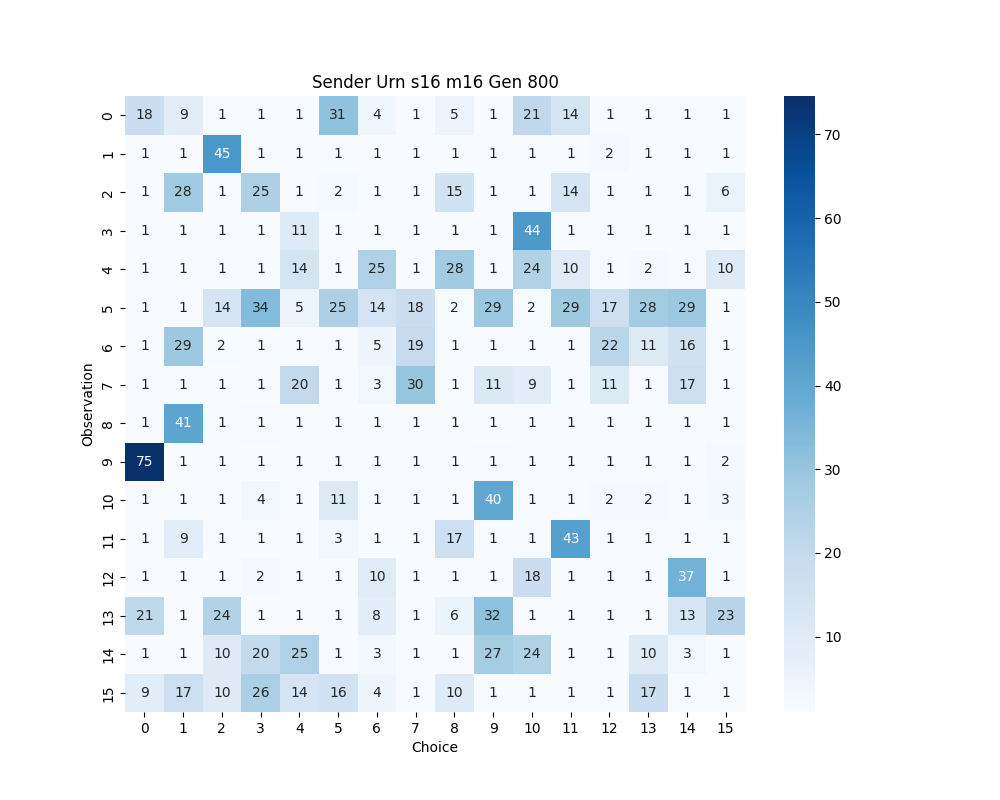 Sender Urn s16 m16 Gen 800
0 18 9 1 1 1 31 4 1 5 1 21 14 1 1 1 1
1 1 1 45 1 1 1 1 1 1 1 1 1 2 1 1 1
2 1 28 1 25 1 2 1 1 15 1 1 14 1 1 1 6
3 1 1 1 1 11 1 1 1 1 1 44 1 1 1 1 1
4 1 1 1 1 14 1 25 1 28 1 24 10 1 2 1 10
5 1 1 14 34 5 25 14 18 2 29 2 29 17 28 29 1
6 1 29 2 1 1 1 5 19 1 1 1 1 22 11 16 1
7 1 1 1 1 20 1 3 30 1 11 9 1 11 1 17 1
8 1 41 1 1 1 1 1 1 1 1 1 1 1 1 1 1
9 75 1 1 1 1 1 1 1 1 1 1 1 1 1 1 2
10 1 1 1 4 1 11 1 1 1 40 1 1 2 2 1 3
11 1 9 1 1 1 3 1 1 17 1 1 43 1 1 1 1
12 1 1 1 2 1 1 10 1 1 1 18 1 1 1 37 1
13 21 1 24 1 1 1 8 1 6 32 1 1 1 1 13 23
14 1 1 10 20 25 1 3 1 1 27 24 1 1 10 3 1
15 9 17 10 26 14 16 4 1 10 1 1 1 1 17 1 1
0 1 2 3 4 5 6 7 8 9 10 11 12 13 14 15
Choice
Observation
70
60
50
40
30
20
10